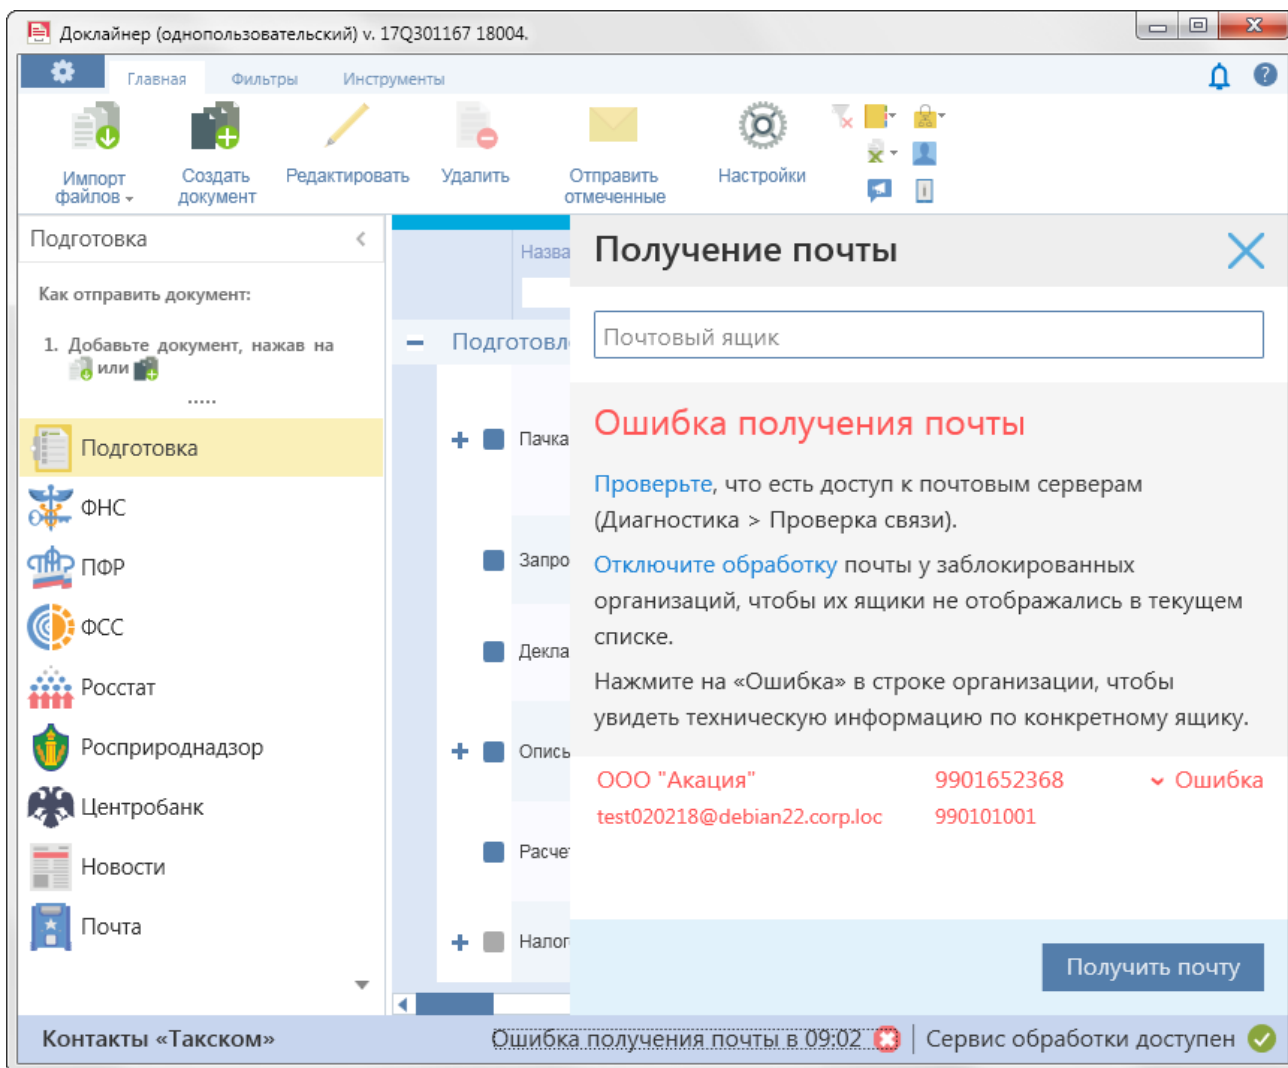 Доклайнер (однопользовательский) v. 17Q301167 18004.
Главная Фильтры Инструменты
Импорт файлов
Создать документ
Редактировать
Удалить
Отправить отмеченные
Настройки
Подготовка
Как отправить документ:
1. Добавьте документ, нажав на
или
.....
Подготовка
ФНС
ПФР
ФСС
Росстат
Росприроднадзор
Центробанк
Новости
Почта
Назва
Подготовл
Пачка
Запро
Декла
Опись
Расче
Налог
Получение почты
Почтовый ящик
Ошибка получения почты
Проверьте, что есть доступ к почтовым серверам
(Диагностика > Проверка связи).
Отключите обработку почты у заблокированных
организаций, чтобы их ящики не отображались в текущем
списке.
Нажмите на «Ошибка» в строке организации, чтобы
увидеть техническую информацию по конкретному ящику.
ООО "Акация" 9901652368 Ошибка
test020218@debian22.corp.loc 990101001
Получить почту
Контакты «Такском» Ошибка получения почты в 09:02 Сервис обработки доступен